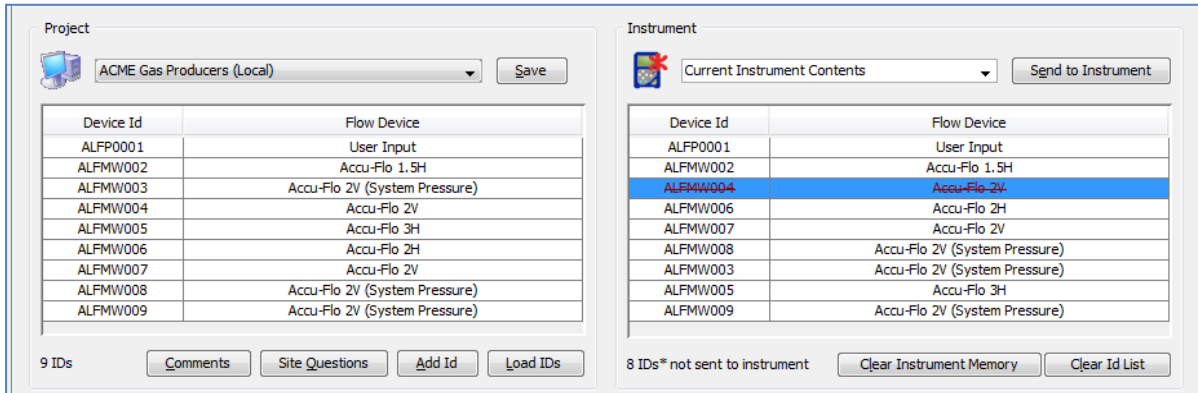 Project
ACME Gas Producers (Local)
Save
Device Id Flow Device
ALFP0001 User Input
ALFMW002 Accu-Flo 1.5H
ALFMW003 Accu-Flo 2V (System Pressure)
ALFMW004 Accu-Flo 2V
ALFMW005 Accu-Flo 3H
ALFMW006 Accu-Flo 2H
ALFMW007 Accu-Flo 2V
ALFMW008 Accu-Flo 2V (System Pressure)
ALFMW009 Accu-Flo 2V (System Pressure)
9 IDs Comments Site Questions Add Id Load IDs
Instrument
Current Instrument Contents
Send to Instrument
Device Id Flow Device
ALFP0001 User Input
ALFMW002 Accu-Flo 1.5H
ALFMW004 Accu-Flo 2V
ALFMW006 Accu-Flo 2H
ALFMW007 Accu-Flo 2V
ALFMW008 Accu-Flo 2V (System Pressure)
ALFMW003 Accu-Flo 2V (System Pressure)
ALFMW005 Accu-Flo 3H
ALFMW009 Accu-Flo 2V (System Pressure)
8 IDs* not sent to instrument Clear Instrument Memory Clear Id List